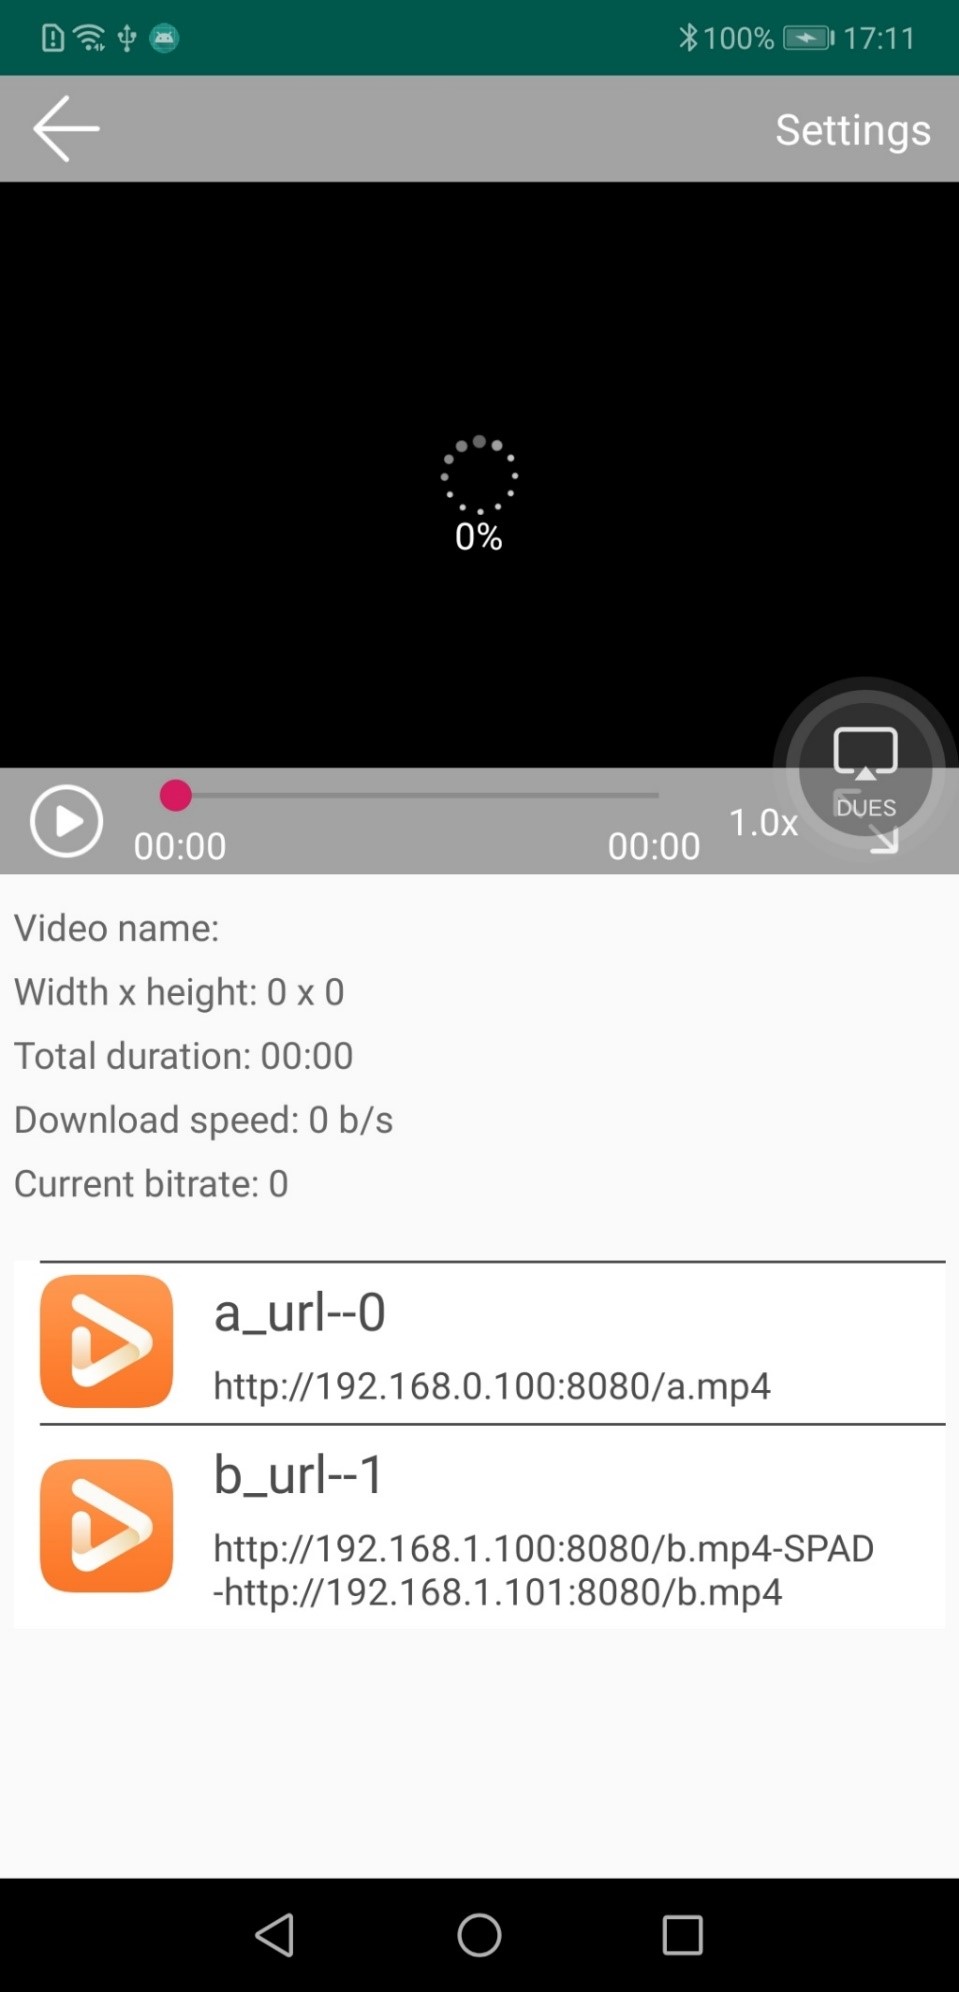 100% 17:11
Settings
0%
DUES
1.0x
00:00 00:00
Video name:
Width x height: 0 x 0
Total duration: 00:00
Download speed: 0 b/s
Current bitrate: 0
a_url--0
http://192.168.0.100:8080/a.mp4
b_url--1
http://192.168.1.100:8080/b.mp4-SPAD
-http://192.168.1.101:8080/b.mp4